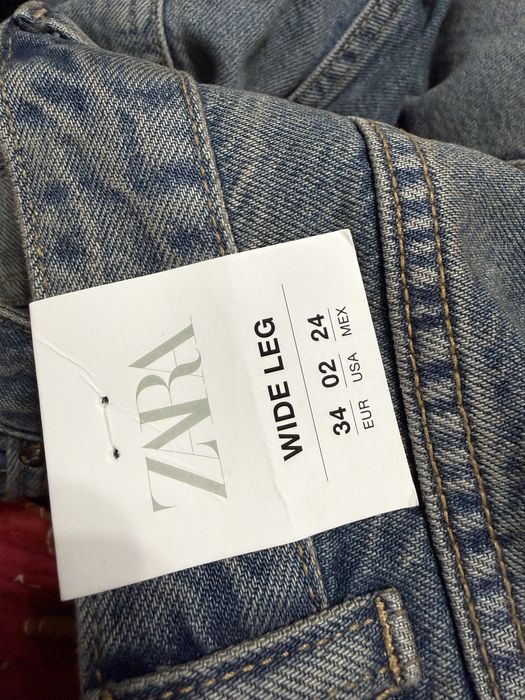 ZARA
WIDE LEG
34 02 24
EUR USA MEX